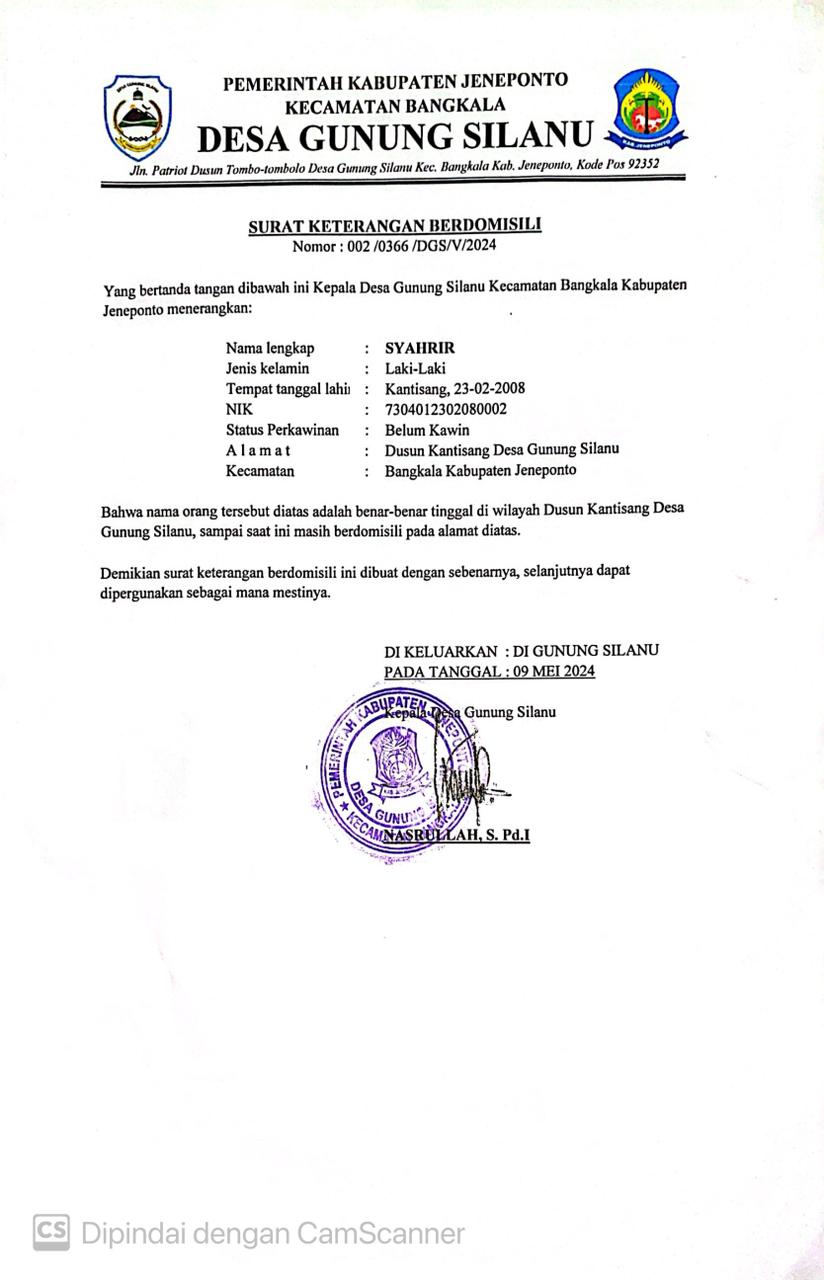 PEMERINTAH KABUPATEN JENEPONTO
KECAMATAN BANGKALA
DESA GUNUNG SILANU
Jln. Patriot Dusun Tombo-tombolo Desa Gunung Silanu Kec. Bangkala Kab. Jeneponto, Kode Pos 92352
SURAT KETERANGAN BERDOMISILI
Nomor : 002 /0366 /DGS/V/2024
Yang bertanda tangan dibawah ini Kepala Desa Gunung Silanu Kecamatan Bangkala Kabupaten
Jeneponto menerangkan:
Nama lengkap : SYAHRIR
Jenis kelamin : Laki-Laki
Tempat tanggal lahir : Kantisang, 23-02-2008
NIK : 7304012302080002
Status Perkawinan : Belum Kawin
A l a m a t : Dusun Kantisang Desa Gunung Silanu
Kecamatan : Bangkala Kabupaten Jeneponto
Bahwa nama orang tersebut diatas adalah benar-benar tinggal di wilayah Dusun Kantisang Desa
Gunung Silanu, sampai saat ini masih berdomisili pada alamat diatas.
Demikian surat keterangan berdomisili ini dibuat dengan sebenarnya, selanjutnya dapat
dipergunakan sebagai mana mestinya.
DI KELUARKAN : DI GUNUNG SILANU
PADA TANGGAL : 09 MEI 2024
Kepala Desa Gunung Silanu
PEMERINTAH KABUPATEN JENEPONTO
DESA GUNUNG
NASRULLAH, S. Pd.I
CS Dipindai dengan CamScanner